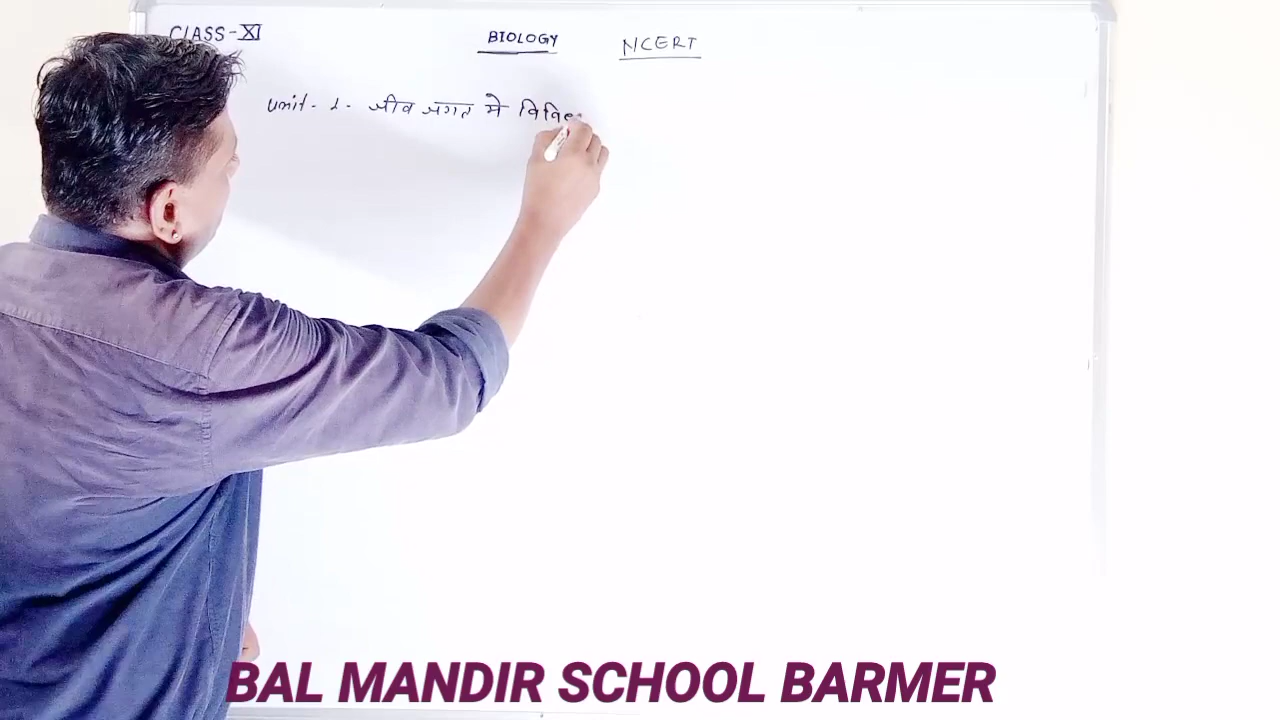 CLASS-XI BIOLOGY NCERT
Unit-1- जीव जगत में
BAL MANDIR SCHOOL BARMER